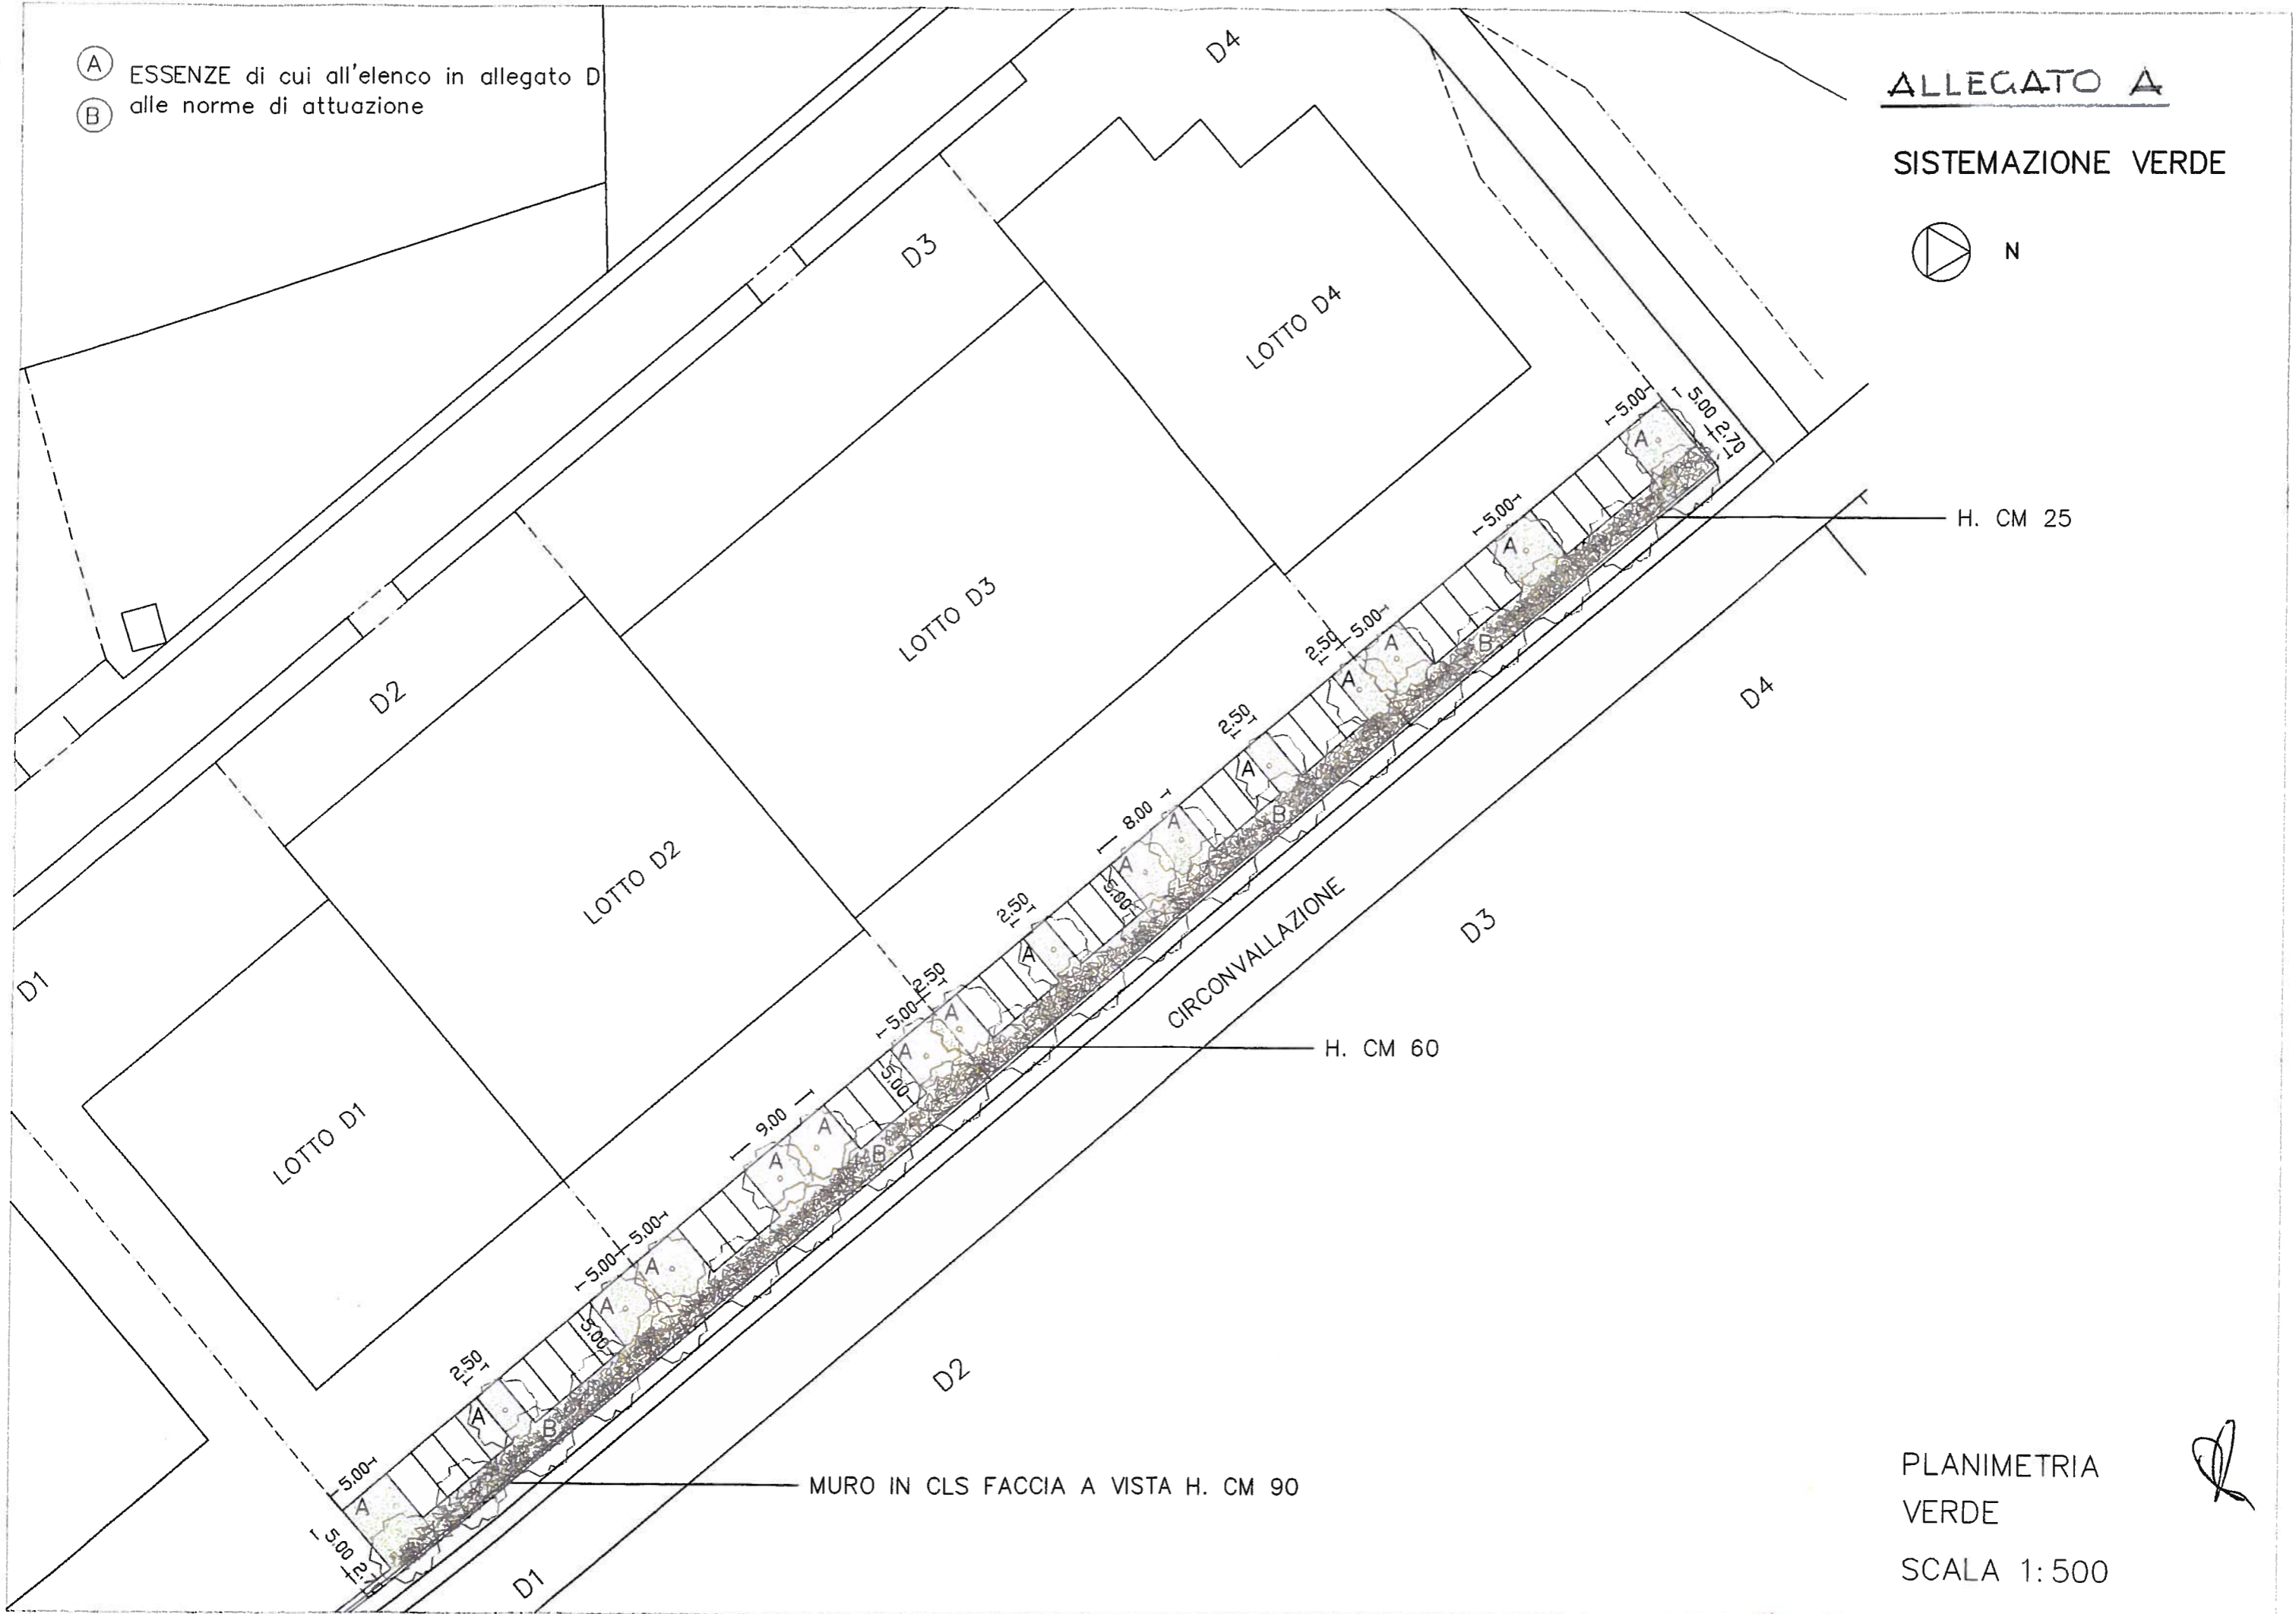 A
ESSENZE di cui all'elenco in allegato D
B
alle norme di attuazione
ALLEGATO A
SISTEMAZIONE VERDE
N
D4
D3
LOTTO D4
5.00
5.00
2.70
A
5.00
A
H. CM 25
5.00
2.50
A
A
B
LOTTO D3
D2
2.50
A
B
D4
8.00
A
A
5.00
2.50
A
CIRCONVALLAZIONE
D3
LOTTO D2
2.50
5.00
A
A
5.00
H. CM 60
D1
9.00
A
A
B
LOTTO D1
5.00
5.00
A
A
5.00
2.50
A
B
D2
5.00
A
5.00
MURO IN CLS FACCIA A VISTA H. CM 90
D1
PLANIMETRIA
VERDE
SCALA 1:500